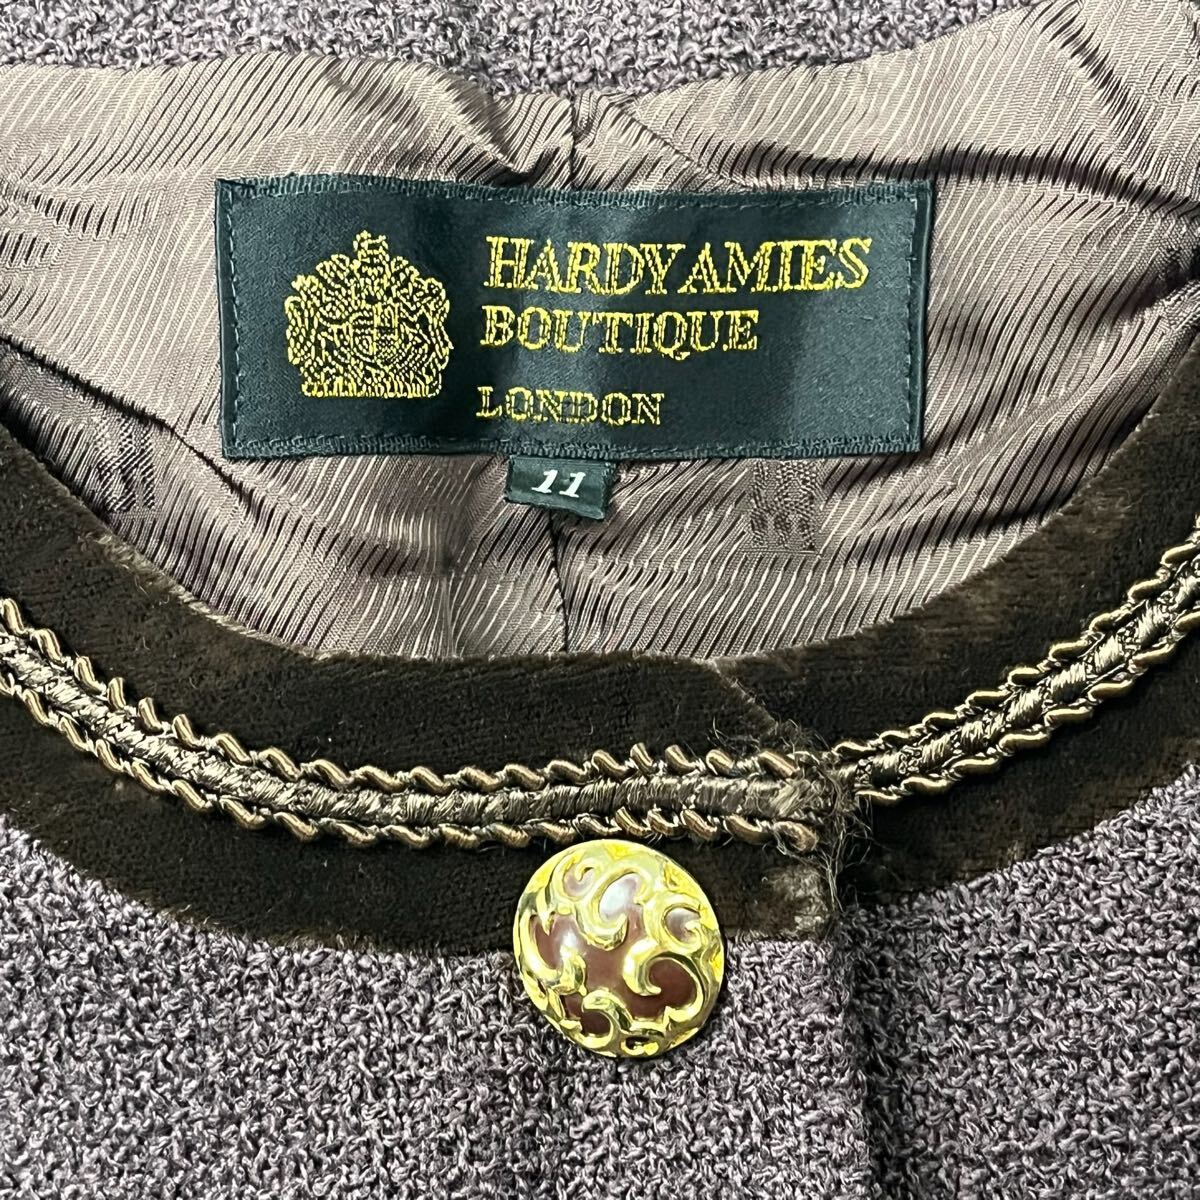 HARDY AMIES
BOUTIQUE
LONDON
11